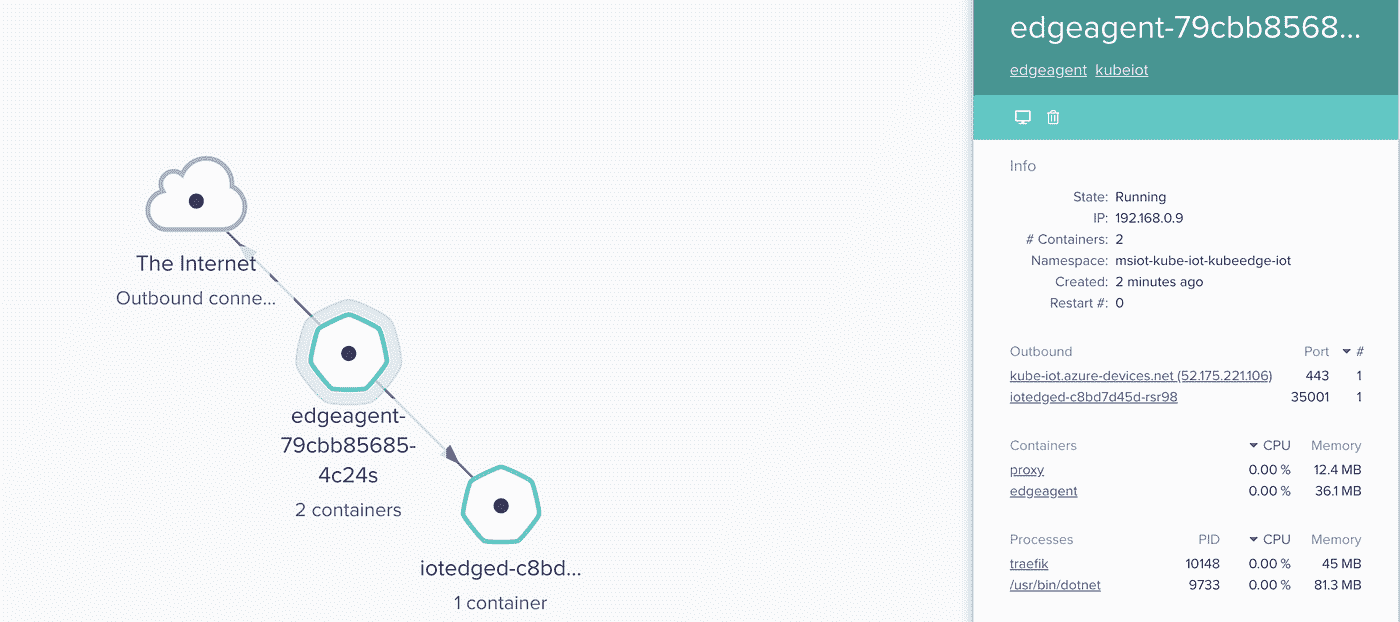 The Internet
Outbound conne...
edgeagent-
79cbb85685-
4c24s
2 containers
iotedged-c8bd...
1 container
edgeagent-79cbb8568...
edgeagent kubeiot
Info
State: Running
IP: 192.168.0.9
# Containers: 2
Namespace: msiot-kube-iot-kubeedge-iot
Created: 2 minutes ago
Restart #: 0
Outbound Port #
kube-iot.azure-devices.net (52.175.221.106) 443 1
iotedged-c8bd7d45d-rsr98 35001 1
Containers CPU Memory
proxy 0.00 % 12.4 MB
edgeagent 0.00 % 36.1 MB
Processes PID CPU Memory
traefik 10148 0.00 % 45 MB
/usr/bin/dotnet 9733 0.00 % 81.3 MB